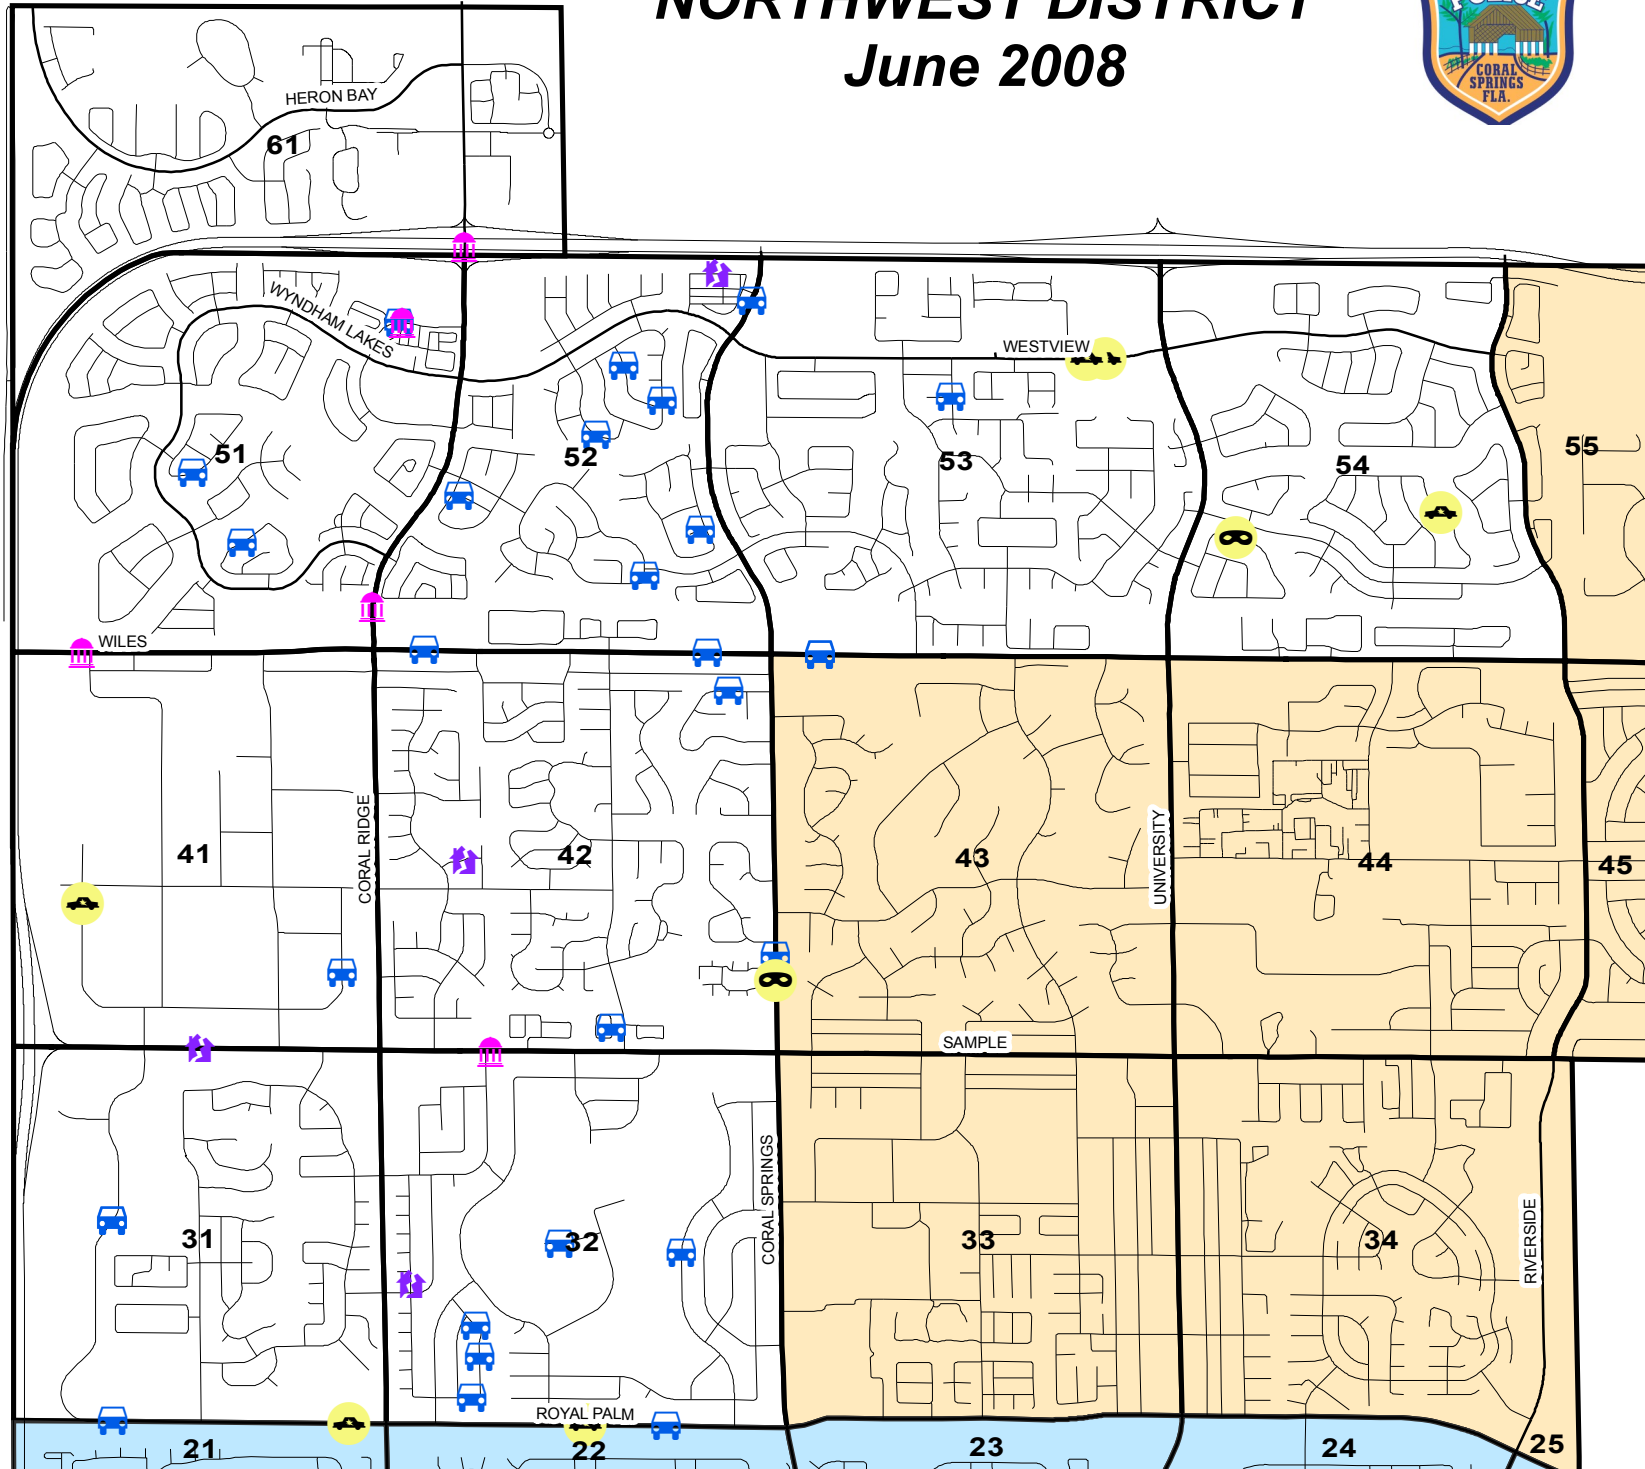 NORTHWEST DISTRICT
June 2008
POLICE
CORAL
SPRINGS
FLA.
HERON BAY
61
WYNDHAM LAKES
WESTVIEW
51
52
53
54
55
WILES
CORAL RIDGE
UNIVERSITY
41
42
43
44
45
SAMPLE
CORAL SPRINGS
RIVERSIDE
31
32
33
34
ROYAL PALM
21
22
23
24
25